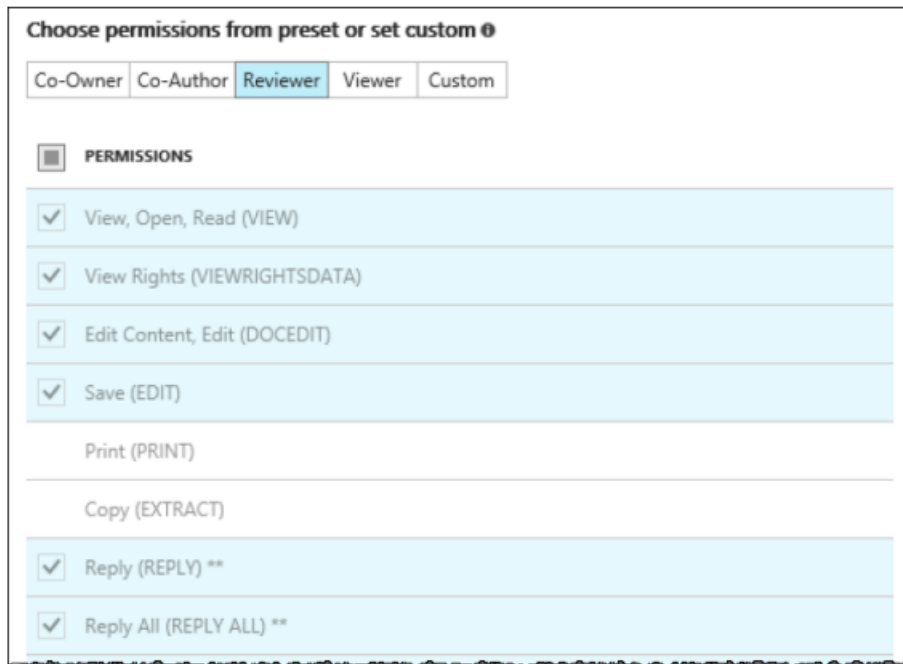 Choose permissions from preset or set custom
Co-Owner Co-Author Reviewer Viewer Custom
PERMISSIONS
View, Open, Read (VIEW)
View Rights (VIEWRIGHTSDATA)
Edit Content, Edit (DOCEDIT)
Save (EDIT)
Print (PRINT)
Copy (EXTRACT)
Reply (REPLY) **
Reply All (REPLY ALL) **